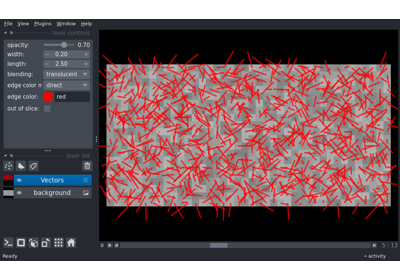 File View Plugins Window Help
layer controls
opacity: 0.70
width: 0.20
length: 2.50
blending: translucent
edge color m direct
edge color: red
out of slice:
layer list
Vectors
background
0 5 13
Ready activity